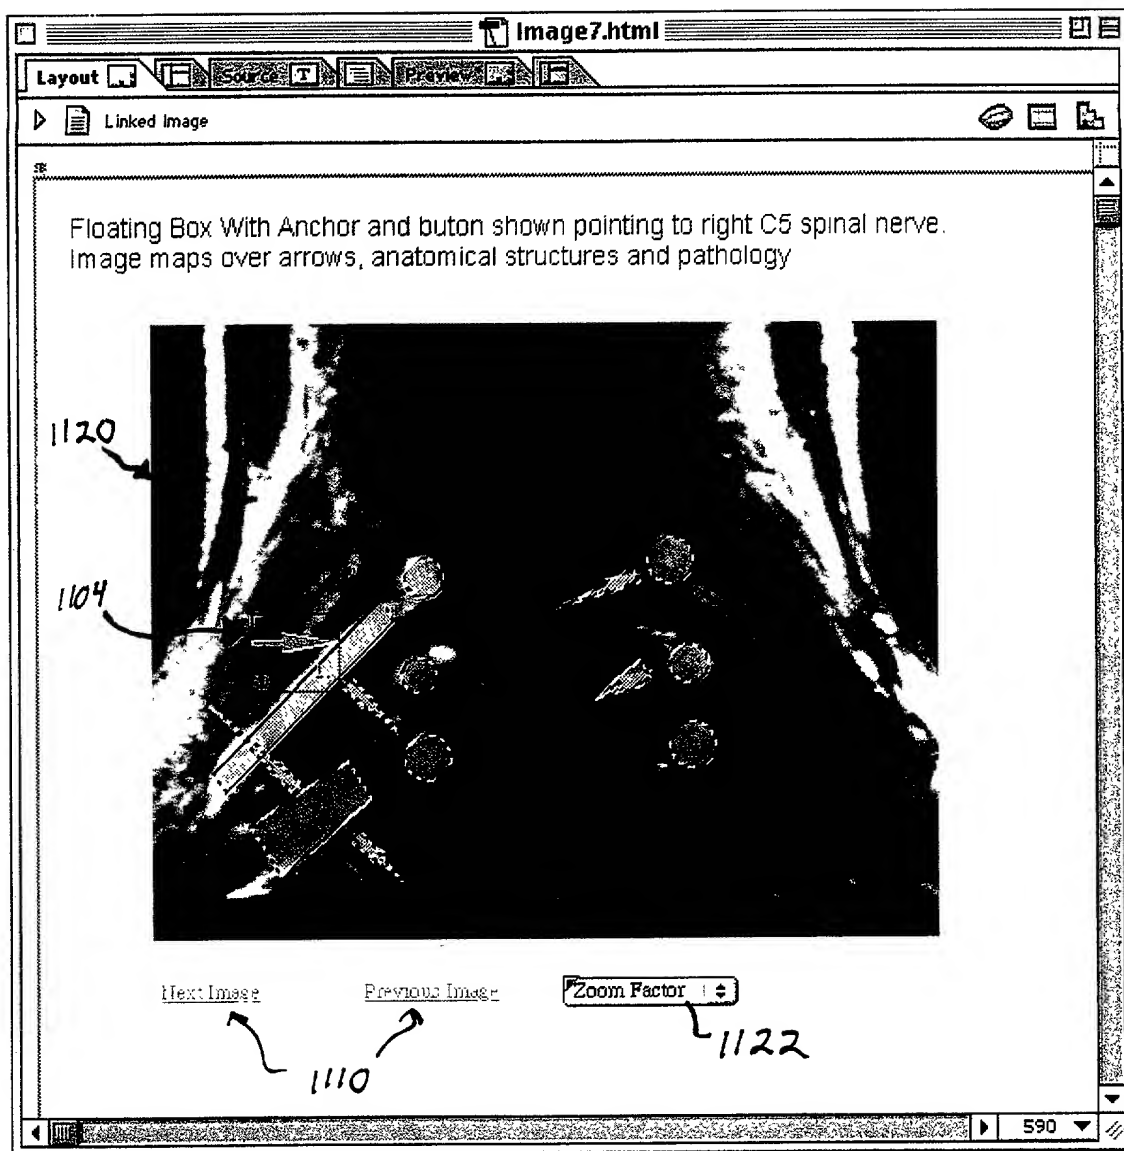 Image7.html
Layout Source T Preview
Linked Image
Floating Box With Anchor and buton shown pointing to right C5 spinal nerve.
Image maps over arrows, anatomical structures and pathology
1120
1104
Next Image Previous Image Zoom Factor
1110
1122
590